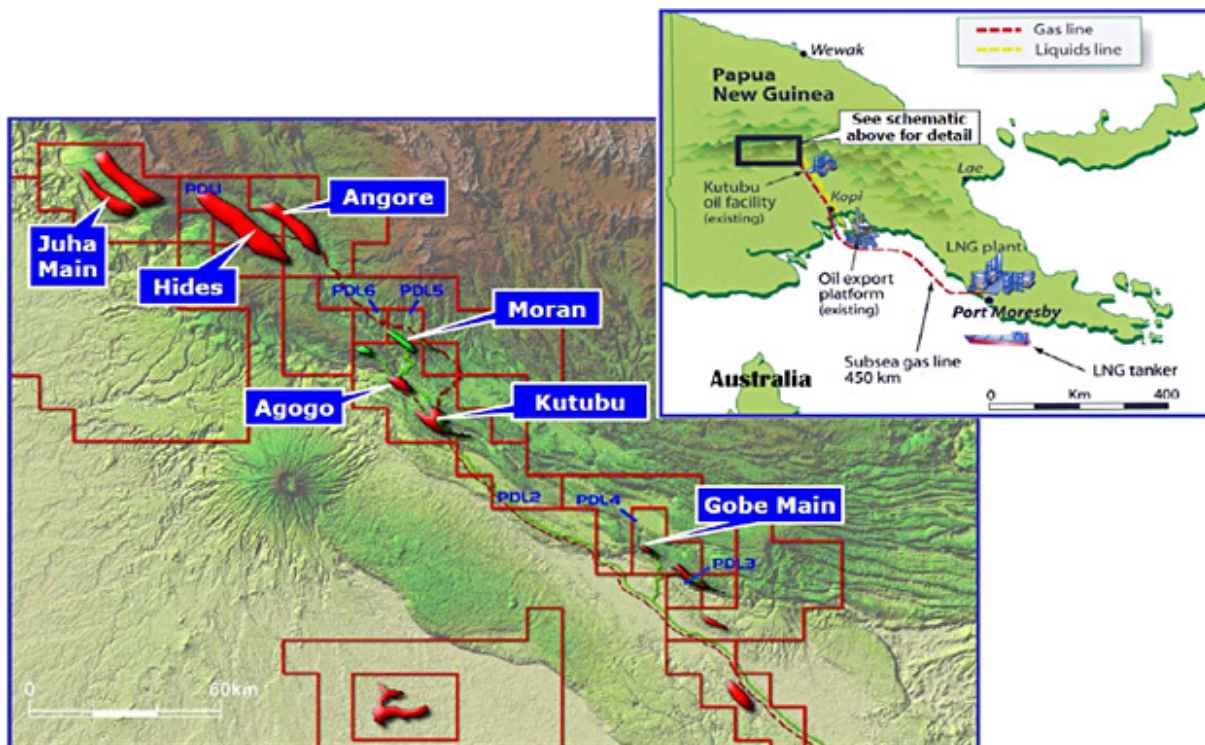 Gas line
Liquids line
Wewak
Papua
New Guinea
See schematic
above for detail
Kutubu
oil facility
(existing)
Kopi
Lae
LNG plant
Oil export
platform
(existing)
Port Moresby
Subsea gas line
450 km
LNG tanker
Australia
0 Km 400
PDL1
Angore
Juha
Main
Hides
PDL6 PDL5
Moran
Agogo
Kutubu
PDL2
PDL4
Gobe Main
PDL3
0 60km